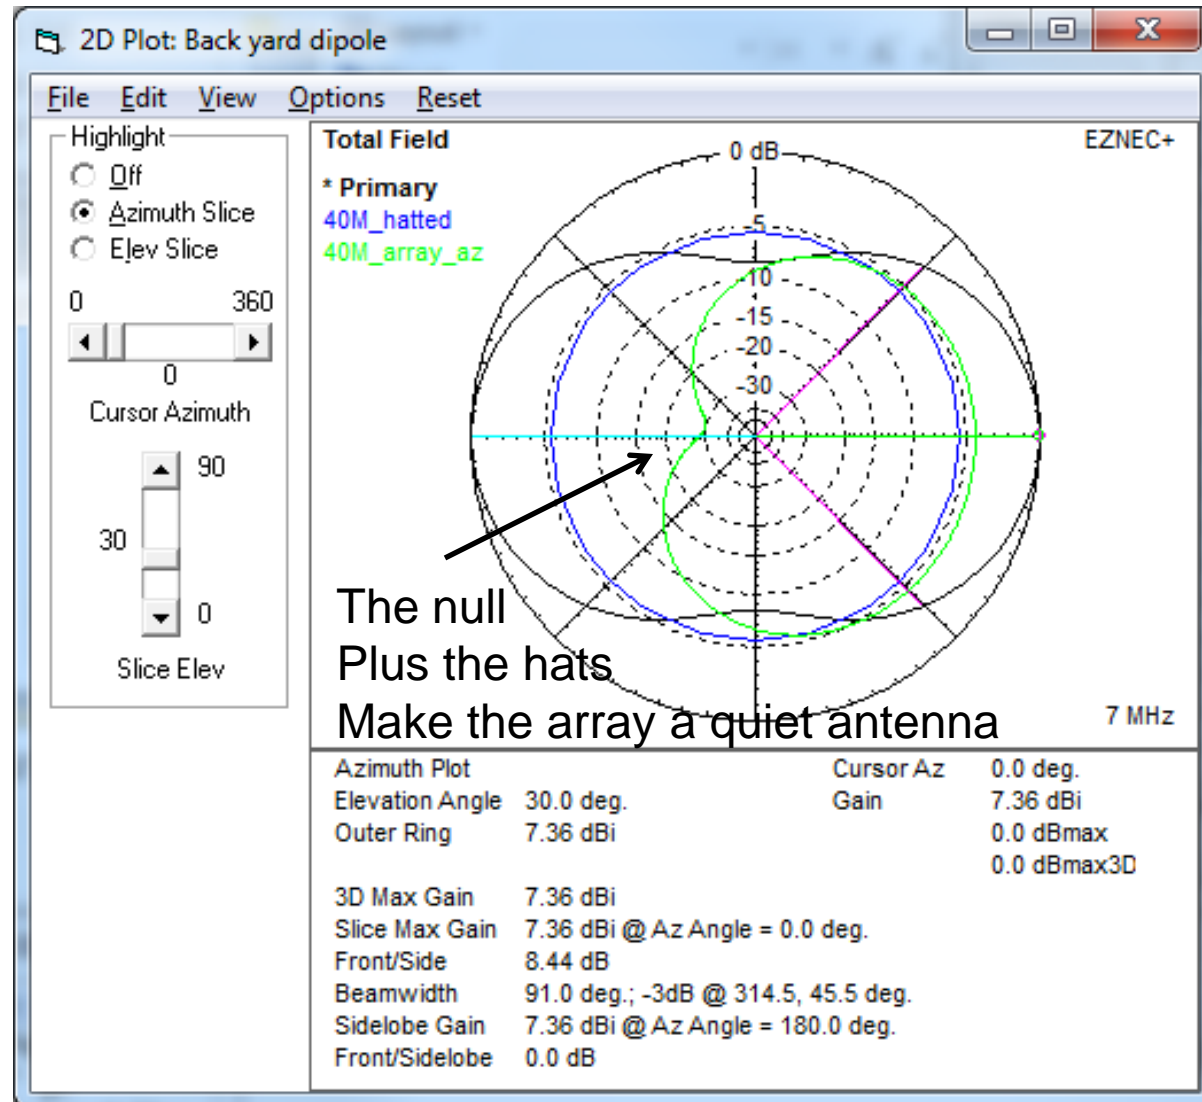 2D Plot: Back yard dipole
File Edit View Options Reset
Highlight
Off
Azimuth Slice
Elev Slice
0 360
0
Cursor Azimuth
90
30
0
Slice Elev
Total Field
EZNEC+
* Primary
40M_hatted
40M_array_az
0 dB
-5
-10
-15
-20
-30
The null
Plus the hats
Make the array a quiet antenna
7 MHz
Azimuth Plot Cursor Az 0.0 deg.
Elevation Angle 30.0 deg. Gain 7.36 dBi
Outer Ring 7.36 dBi 0.0 dBmax
0.0 dBmax3D
3D Max Gain 7.36 dBi
Slice Max Gain 7.36 dBi @ Az Angle = 0.0 deg.
Front/Side 8.44 dB
Beamwidth 91.0 deg.; -3dB @ 314.5, 45.5 deg.
Sidelobe Gain 7.36 dBi @ Az Angle = 180.0 deg.
Front/Sidelobe 0.0 dB